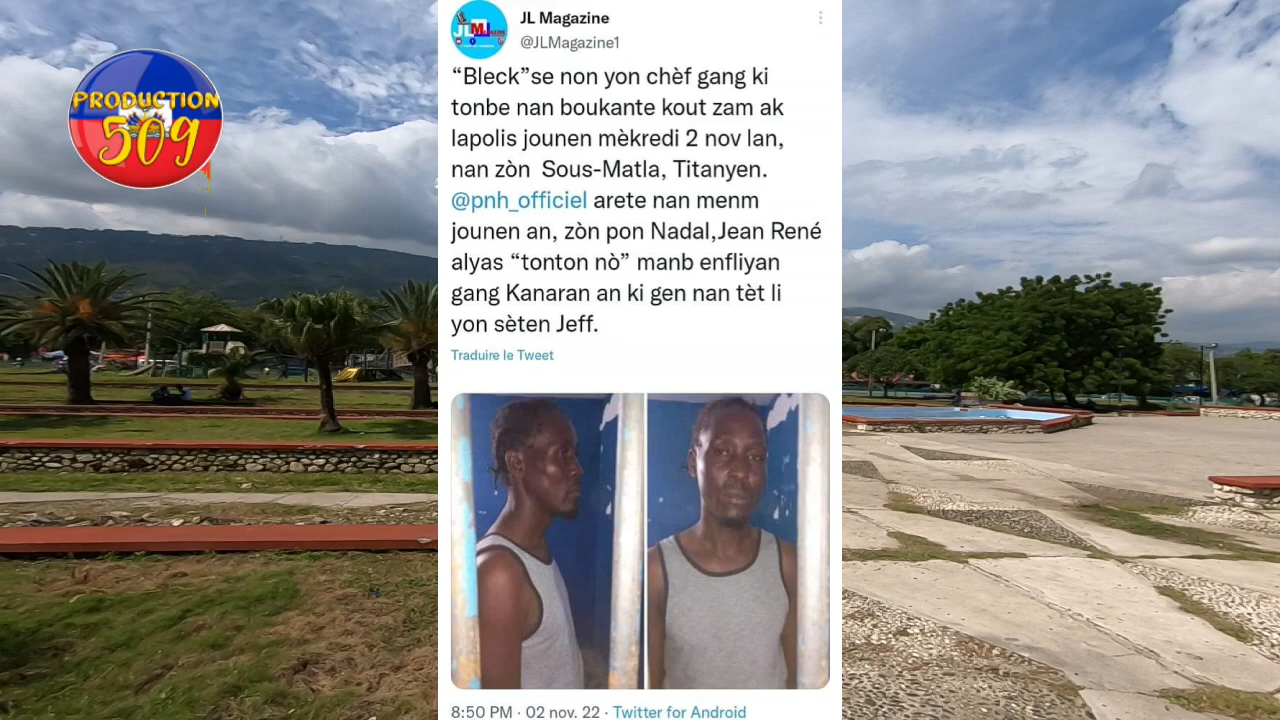 PRODUCTION
509
JL Magazine
@JLMagazine1
“Bleck”se non yon chèf gang ki
tonbe nan boukante kout zam ak
lapolis jounen mèkredi 2 nov lan,
nan zòn Sous-Matla, Titanyen.
@pnh_officiel arete nan menm
jounen an, zòn pon Nadal,Jean René
alyas “tonton nò” manb enfliyan
gang Kanaran an ki gen nan tèt li
yon sèten Jeff.
Traduire le Tweet
8:50 PM · 02 nov. 22 · Twitter for Android